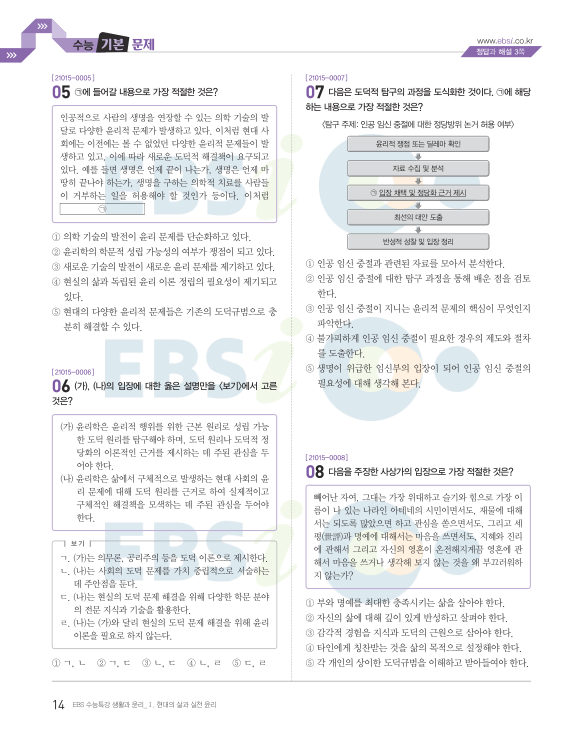 수능 기본 문제
www.ebsi.co.kr
정답과 해설 3쪽
[21015-0005]
05 ㉠에 들어갈 내용으로 가장 적절한 것은?
인공적으로 사람의 생명을 연장할 수 있는 의학 기술의 발
달로 다양한 윤리적 문제가 발생하고 있다. 이처럼 현대 사
회에는 이전에는 볼 수 없었던 다양한 윤리적 문제들이 발
생하고 있고, 이에 따라 새로운 도덕적 해결책이 요구되고
있다. 예를 들면 생명은 언제 끝이 나는가, 생명은 언제 마
땅히 끝나야 하는가, 생명을 구하는 의학적 치료를 사람들
이 거부하는 일을 허용해야 할 것인가 등이다. 이처럼
㉠
① 의학 기술의 발전이 윤리 문제를 단순화하고 있다.
② 윤리학의 학문적 성립 가능성의 여부가 쟁점이 되고 있다.
③ 새로운 기술의 발전이 새로운 윤리 문제를 제기하고 있다.
④ 현실의 삶과 독립된 윤리 이론 정립의 필요성이 제기되고
있다.
⑤ 현대의 다양한 윤리적 문제들은 기존의 도덕규범으로 충
분히 해결할 수 있다.
[21015-0006]
06 (가), (나)의 입장에 대한 옳은 설명만을 <보기>에서 고른
것은?
(가) 윤리학은 윤리적 행위를 위한 근본 원리로 성립 가능
한 도덕 원리를 탐구해야 하며, 도덕 원리나 도덕적 정
당화의 이론적인 근거를 제시하는 데 주된 관심을 두
어야 한다.
(나) 윤리학은 삶에서 구체적으로 발생하는 현대 사회의 윤
리 문제에 대해 도덕 원리를 근거로 하여 실제적이고
구체적인 해결책을 모색하는 데 주된 관심을 두어야
한다.
보기
ㄱ. (가)는 의무론, 공리주의 등을 도덕 이론으로 제시한다.
ㄴ. (나)는 사회의 도덕 문제를 가치 중립적으로 서술하는
데 주안점을 둔다.
ㄷ. (나)는 현실의 도덕 문제 해결을 위해 다양한 학문 분야
의 전문 지식과 기술을 활용한다.
ㄹ. (나)는 (가)와 달리 현실의 도덕 문제 해결을 위해 윤리
이론을 필요로 하지 않는다.
① ㄱ, ㄴ ② ㄱ, ㄷ ③ ㄴ, ㄷ ④ ㄴ, ㄹ ⑤ ㄷ, ㄹ
[21015-0007]
07 다음은 도덕적 탐구의 과정을 도식화한 것이다. ㉠에 해당
하는 내용으로 가장 적절한 것은?
<탐구 주제: 인공 임신 중절에 대한 정당방위 논거 허용 여부>
윤리적 쟁점 또는 딜레마 확인
자료 수집 및 분석
㉠ 입장 채택 및 정당화 근거 제시
최선의 대안 도출
반성적 성찰 및 입장 정리
① 인공 임신 중절과 관련된 자료를 모아서 분석한다.
② 인공 임신 중절에 대한 탐구 과정을 통해 배운 점을 검토
한다.
③ 인공 임신 중절이 지니는 윤리적 문제의 핵심이 무엇인지
파악한다.
④ 불가피하게 인공 임신 중절이 필요한 경우의 제도와 절차
를 도출한다.
⑤ 생명이 위급한 임신부의 입장이 되어 인공 임신 중절의
필요성에 대해 생각해 본다.
[21015-0008]
08 다음을 주장한 사상가의 입장으로 가장 적절한 것은?
빼어난 자여, 그대는 가장 위대하고 슬기와 힘으로 가장 이
름이 나 있는 나라인 아테네의 시민이면서도, 재물에 대해
서는 되도록 많았으면 하고 관심을 쏟으면서도, 그리고 세
평(世評)과 명예에 대해서는 마음을 쓰면서도, 지혜와 진리
에 관해서 그리고 자신의 영혼이 온전해지게끔 영혼에 관
해서 마음을 쓰거나 생각해 보지 않는 것을 왜 부끄러워하
지 않는가?
① 부와 명예를 최대한 충족시키는 삶을 살아야 한다.
② 자신의 삶에 대해 깊이 있게 반성하고 살펴야 한다.
③ 감각적 경험을 지식과 도덕의 근원으로 삼아야 한다.
④ 타인에게 칭찬받는 것을 삶의 목적으로 설정해야 한다.
⑤ 각 개인의 상이한 도덕규범을 이해하고 받아들여야 한다.
14 EBS 수능특강 생활과 윤리_ Ⅰ. 현대의 삶과 실천 윤리
EBSi
EBSi
EBSi